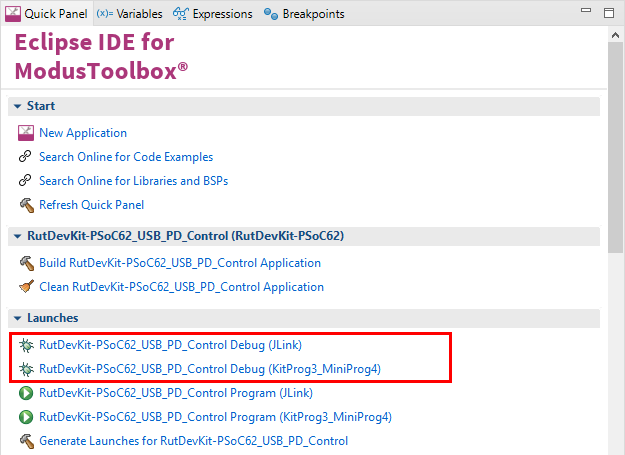 Quick Panel (x)= Variables Expressions Breakpoints
Eclipse IDE for
ModusToolbox®
Start
New Application
Search Online for Code Examples
Search Online for Libraries and BSPs
Refresh Quick Panel
RutDevKit-PSoC62_USB_PD_Control (RutDevKit-PSoC62)
Build RutDevKit-PSoC62_USB_PD_Control Application
Clean RutDevKit-PSoC62_USB_PD_Control Application
Launches
RutDevKit-PSoC62_USB_PD_Control Debug (JLink)
RutDevKit-PSoC62_USB_PD_Control Debug (KitProg3_MiniProg4)
RutDevKit-PSoC62_USB_PD_Control Program (JLink)
RutDevKit-PSoC62_USB_PD_Control Program (KitProg3_MiniProg4)
Generate Launches for RutDevKit-PSoC62_USB_PD_Control